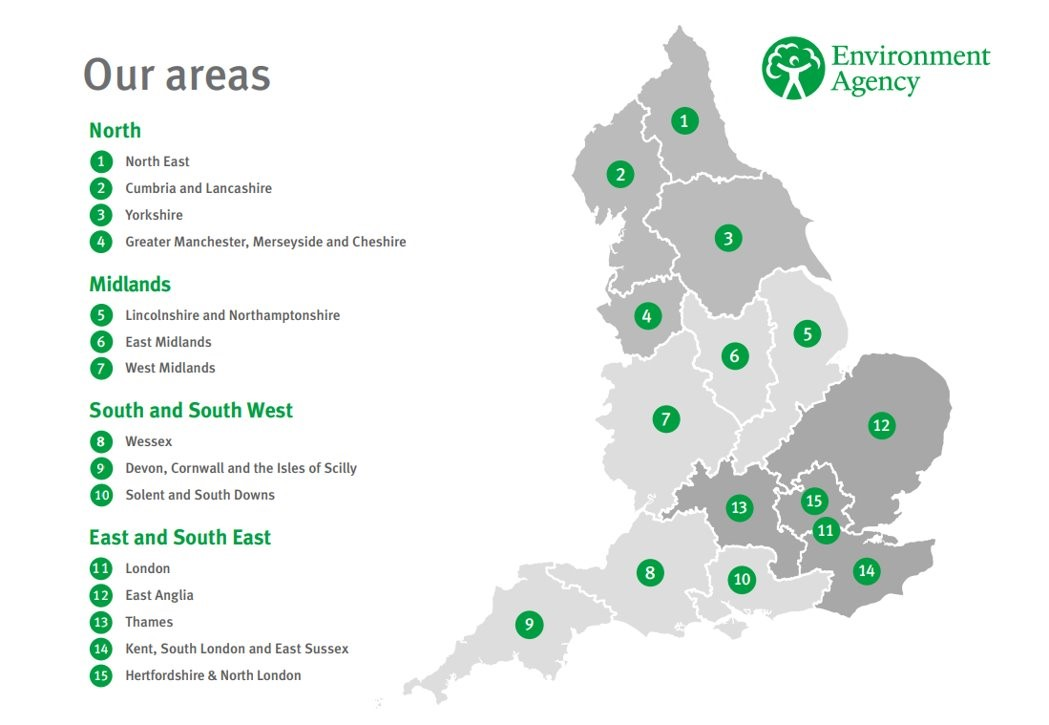 Our areas
Environment
Agency
North
1 North East
2 Cumbria and Lancashire
3 Yorkshire
4 Greater Manchester, Merseyside and Cheshire
Midlands
5 Lincolnshire and Northamptonshire
6 East Midlands
7 West Midlands
South and South West
8 Wessex
9 Devon, Cornwall and the Isles of Scilly
10 Solent and South Downs
East and South East
11 London
12 East Anglia
13 Thames
14 Kent, South London and East Sussex
15 Hertfordshire & North London
1
2
3
4
5
6
7
12
15
13
11
14
8
10
9